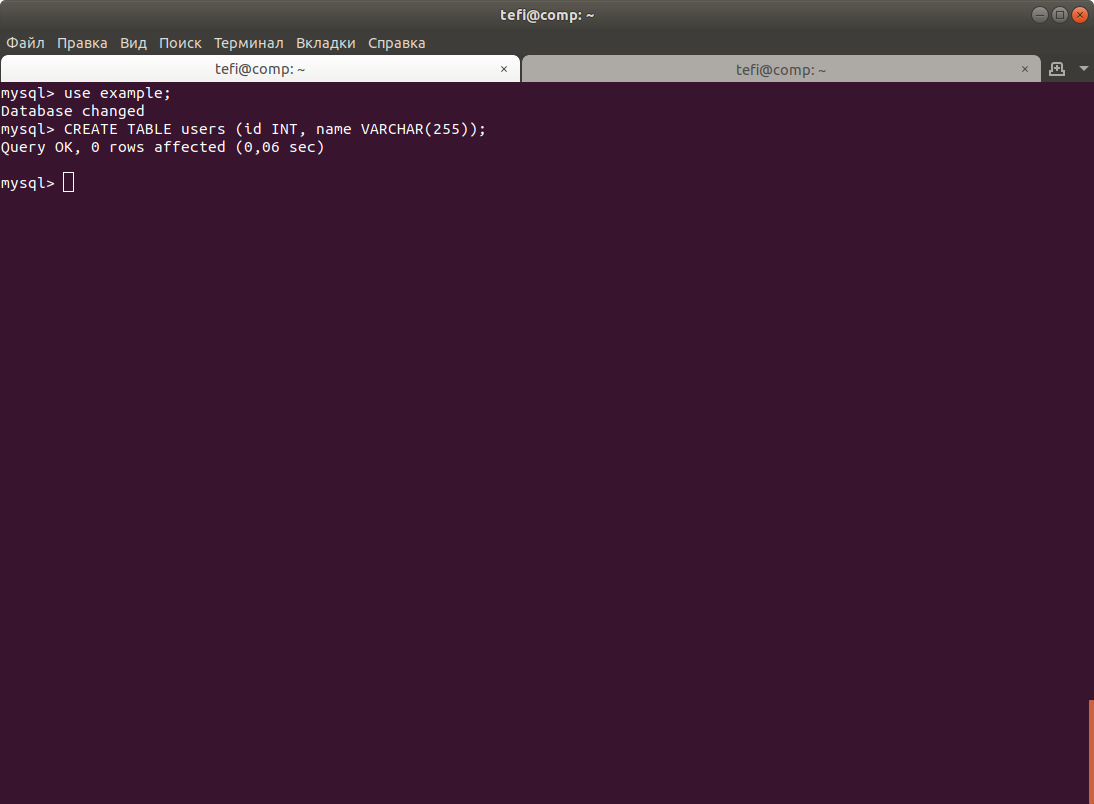 tefi@comp: ~
Файл Правка Вид Поиск Терминал Вкладки Справка
tefi@comp: ~ × tefi@comp: ~ ×
mysql> use example;
Database changed
mysql> CREATE TABLE users (id INT, name VARCHAR(255));
Query OK, 0 rows affected (0,06 sec)
mysql>